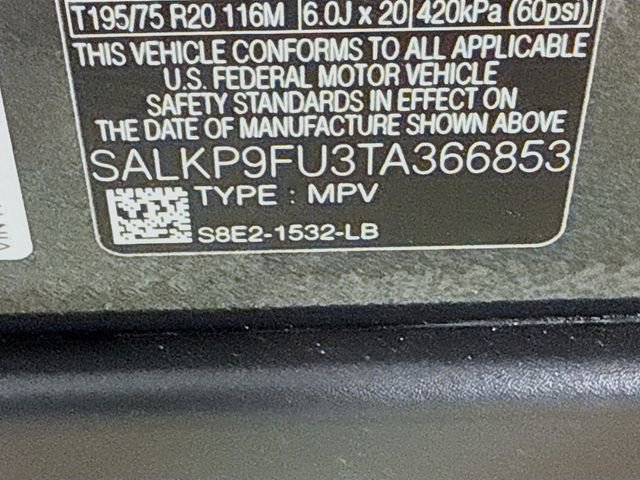 T195/75 R20 116M 6.0J x 20 420kPa (60psi)
THIS VEHICLE CONFORMS TO ALL APPLICABLE
U.S. FEDERAL MOTOR VEHICLE
SAFETY STANDARDS IN EFFECT ON
THE DATE OF MANUFACTURE SHOWN ABOVE
SALKP9FU3TA366853
TYPE: MPV
S8E2-1532-LB